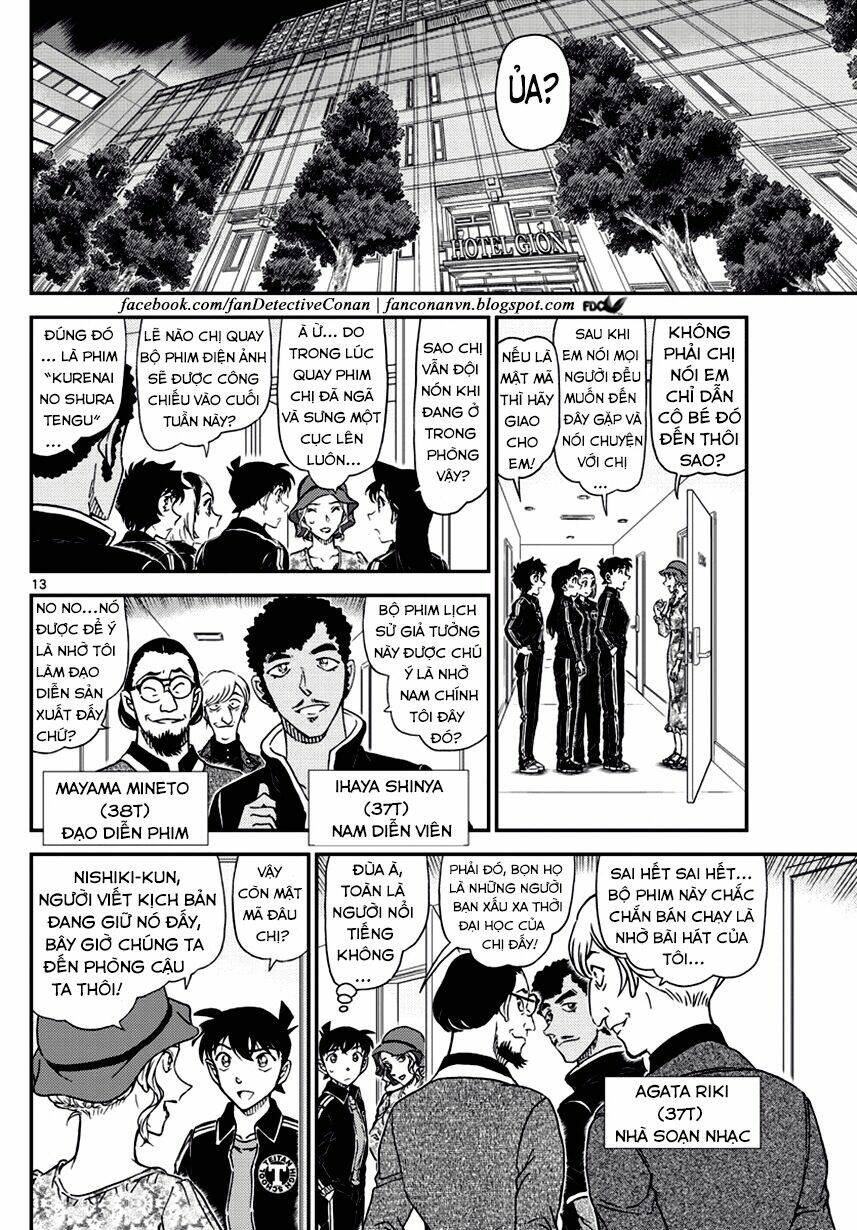 ỦA?
HOTEL GION
facebook.com/fanDetectiveConan | fanconanvn.blogspot.com FDC
KHÔNG
PHẢI CHỊ
NÓI EM
CHỈ DẪN
CÔ BÉ ĐÓ
ĐẾN THÔI
SAO?
SAU KHI
EM NÓI MỌI
NGƯỜI ĐỀU
MUỐN ĐẾN
ĐÂY GẶP VÀ
NÓI CHUYỆN
VỚI CHỊ
NẾU LÀ
MẬT MÃ
THÌ HÃY
GIAO
CHO
EM!
SAO CHỊ
VẪN ĐỘI
NÓN KHI
ĐANG Ở
TRONG
PHÒNG
VẬY?
À Ừ... DO
TRONG LÚC
QUAY PHIM
CHỊ ĐÃ NGÃ
VÀ SƯNG MỘT
CỤC LÊN
LUÔN...
LẼ NÀO CHỊ QUAY
BỘ PHIM ĐIỆN ẢNH
SẼ ĐƯỢC CÔNG
CHIẾU VÀO CUỐI
TUẦN NÀY?
ĐÚNG ĐÓ
... LÀ PHIM
"KURENAI
NO SHURA
TENGU"
...
13
BỘ PHIM LỊCH
SỬ GIẢ TƯỞNG
NÀY ĐƯỢC CHÚ
Ý LÀ NHỜ
NAM CHÍNH
TÔI ĐÂY
ĐÓ?
NO NO...NÓ
ĐƯỢC ĐỂ Ý
LÀ NHỜ TÔI
LÀM ĐẠO
DIỄN SẢN
XUẤT ĐẤY
CHỨ?
IHAYA SHINYA
(37T)
NAM DIỄN VIÊN
MAYAMA MINETO
(38T)
ĐẠO DIỄN PHIM
SAI HẾT SAI HẾT...
BỘ PHIM NÀY CHẮC
CHẮN BÁN CHẠY LÀ
NHỜ BÀI HÁT CỦA
TÔI...
PHẢI ĐÓ, BỌN HỌ
LÀ NHỮNG NGƯỜI
BẠN XẤU XA THỜI
ĐẠI HỌC CỦA
CHỊ ĐẤY!
ĐÙA À,
TOÀN LÀ
NGƯỜI NỔI
TIẾNG
KHÔNG
...
AGATA RIKI
(37T)
NHÀ SOẠN NHẠC
VẬY
CÒN MẬT
MÃ ĐÂU
CHỊ?
NISHIKI-KUN,
NGƯỜI VIẾT KỊCH BẢN
ĐANG GIỮ NÓ ĐẤY,
BÂY GIỜ CHÚNG TA
ĐẾN PHÒNG CẬU
TA THÔI!
TEITAN HIGH SCHOOL
T